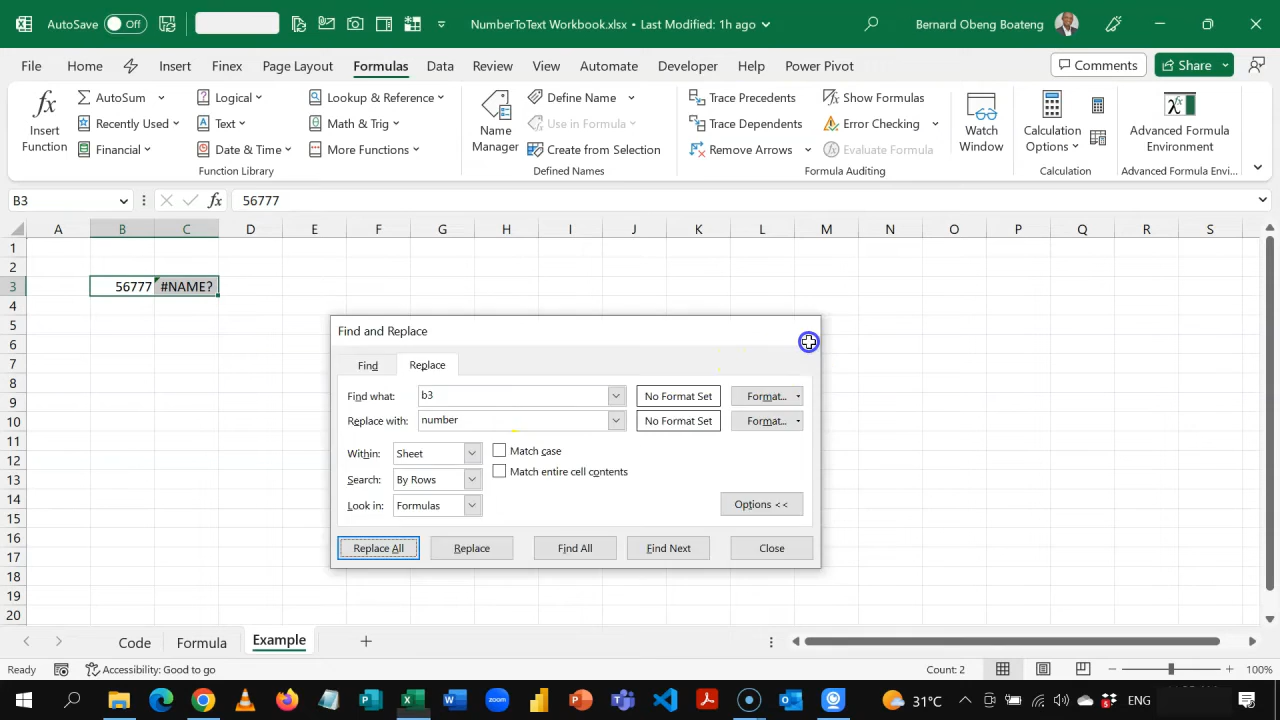 AutoSave Off NumberToText Workbook.xlsx • Last Modified: 1h ago Bernard Obeng Boateng
File Home Insert Finex Page Layout Formulas Data Review View Automate Developer Help Power Pivot Comments Share
Insert Function
AutoSum
Recently Used
Financial
Logical
Text
Date & Time
Lookup & Reference
Math & Trig
More Functions
Function Library
Name Manager
Define Name
Use in Formula
Create from Selection
Defined Names
Trace Precedents
Trace Dependents
Remove Arrows
Show Formulas
Error Checking
Evaluate Formula
Formula Auditing
Watch Window
Calculation Options
Calculation
Advanced Formula Environment
Advanced Formula Envi...
B3 fx 56777
A B C D E F G H I J K L M N O P Q R S
1
2
3 56777 #NAME?
4
5
6
7
8
9
10
11
12
13
14
15
16
17
18
19
20
Find and Replace
Find Replace
Find what: b3 No Format Set Format...
Replace with: number No Format Set Format...
Within: Sheet Match case
Search: By Rows Match entire cell contents
Look in: Formulas Options <<
Replace All Replace Find All Find Next Close
Code Formula Example
Ready Accessibility: Good to go Count: 2 100%
31°C ENG